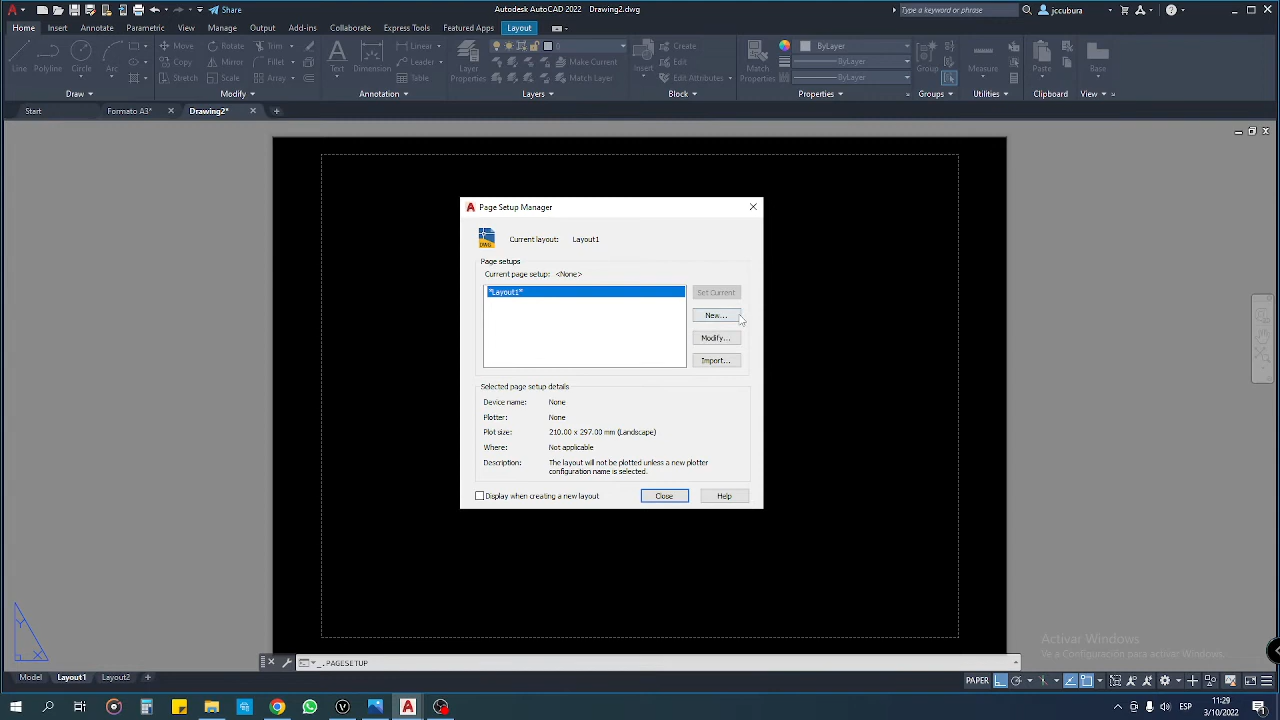 Share
Autodesk AutoCAD 2022 Drawing2.dwg
Type a keyword or phrase
jccubura
Home Insert Annotate Parametric View Manage Output Add-ins Collaborate Express Tools Featured Apps Layout
Line Polyline Circle Arc
Move Rotate Trim
Copy Mirror Fillet
Stretch Scale Array
Text Dimension
Linear
Leader
Table
Layer Properties
0
Make Current
Match Layer
Insert
Create
Edit
Edit Attributes
Match Properties
ByLayer
ByLayer
ByLayer
Group
Measure
Paste
Base
Draw Modify Annotation Layers Block Properties Groups Utilities Clipboard View
Start Formato A3* Drawing2*
Page Setup Manager
Current layout: Layout1
Page setups
Current page setup: <None>
*Layout1*
Set Current
New...
Modify...
Import...
Selected page setup details
Device name: None
Plotter: None
Plot size: 210.00 x 297.00 mm (Landscape)
Where: Not applicable
Description: The layout will not be plotted unless a new plotter
configuration name is selected.
Display when creating a new layout
Close Help
Y
X
Activar Windows
Ve a Configuración para activar Windows.
_.PAGESETUP
Model Layout1 Layout2 +
PAPER
ESP
11:29
3/10/2022